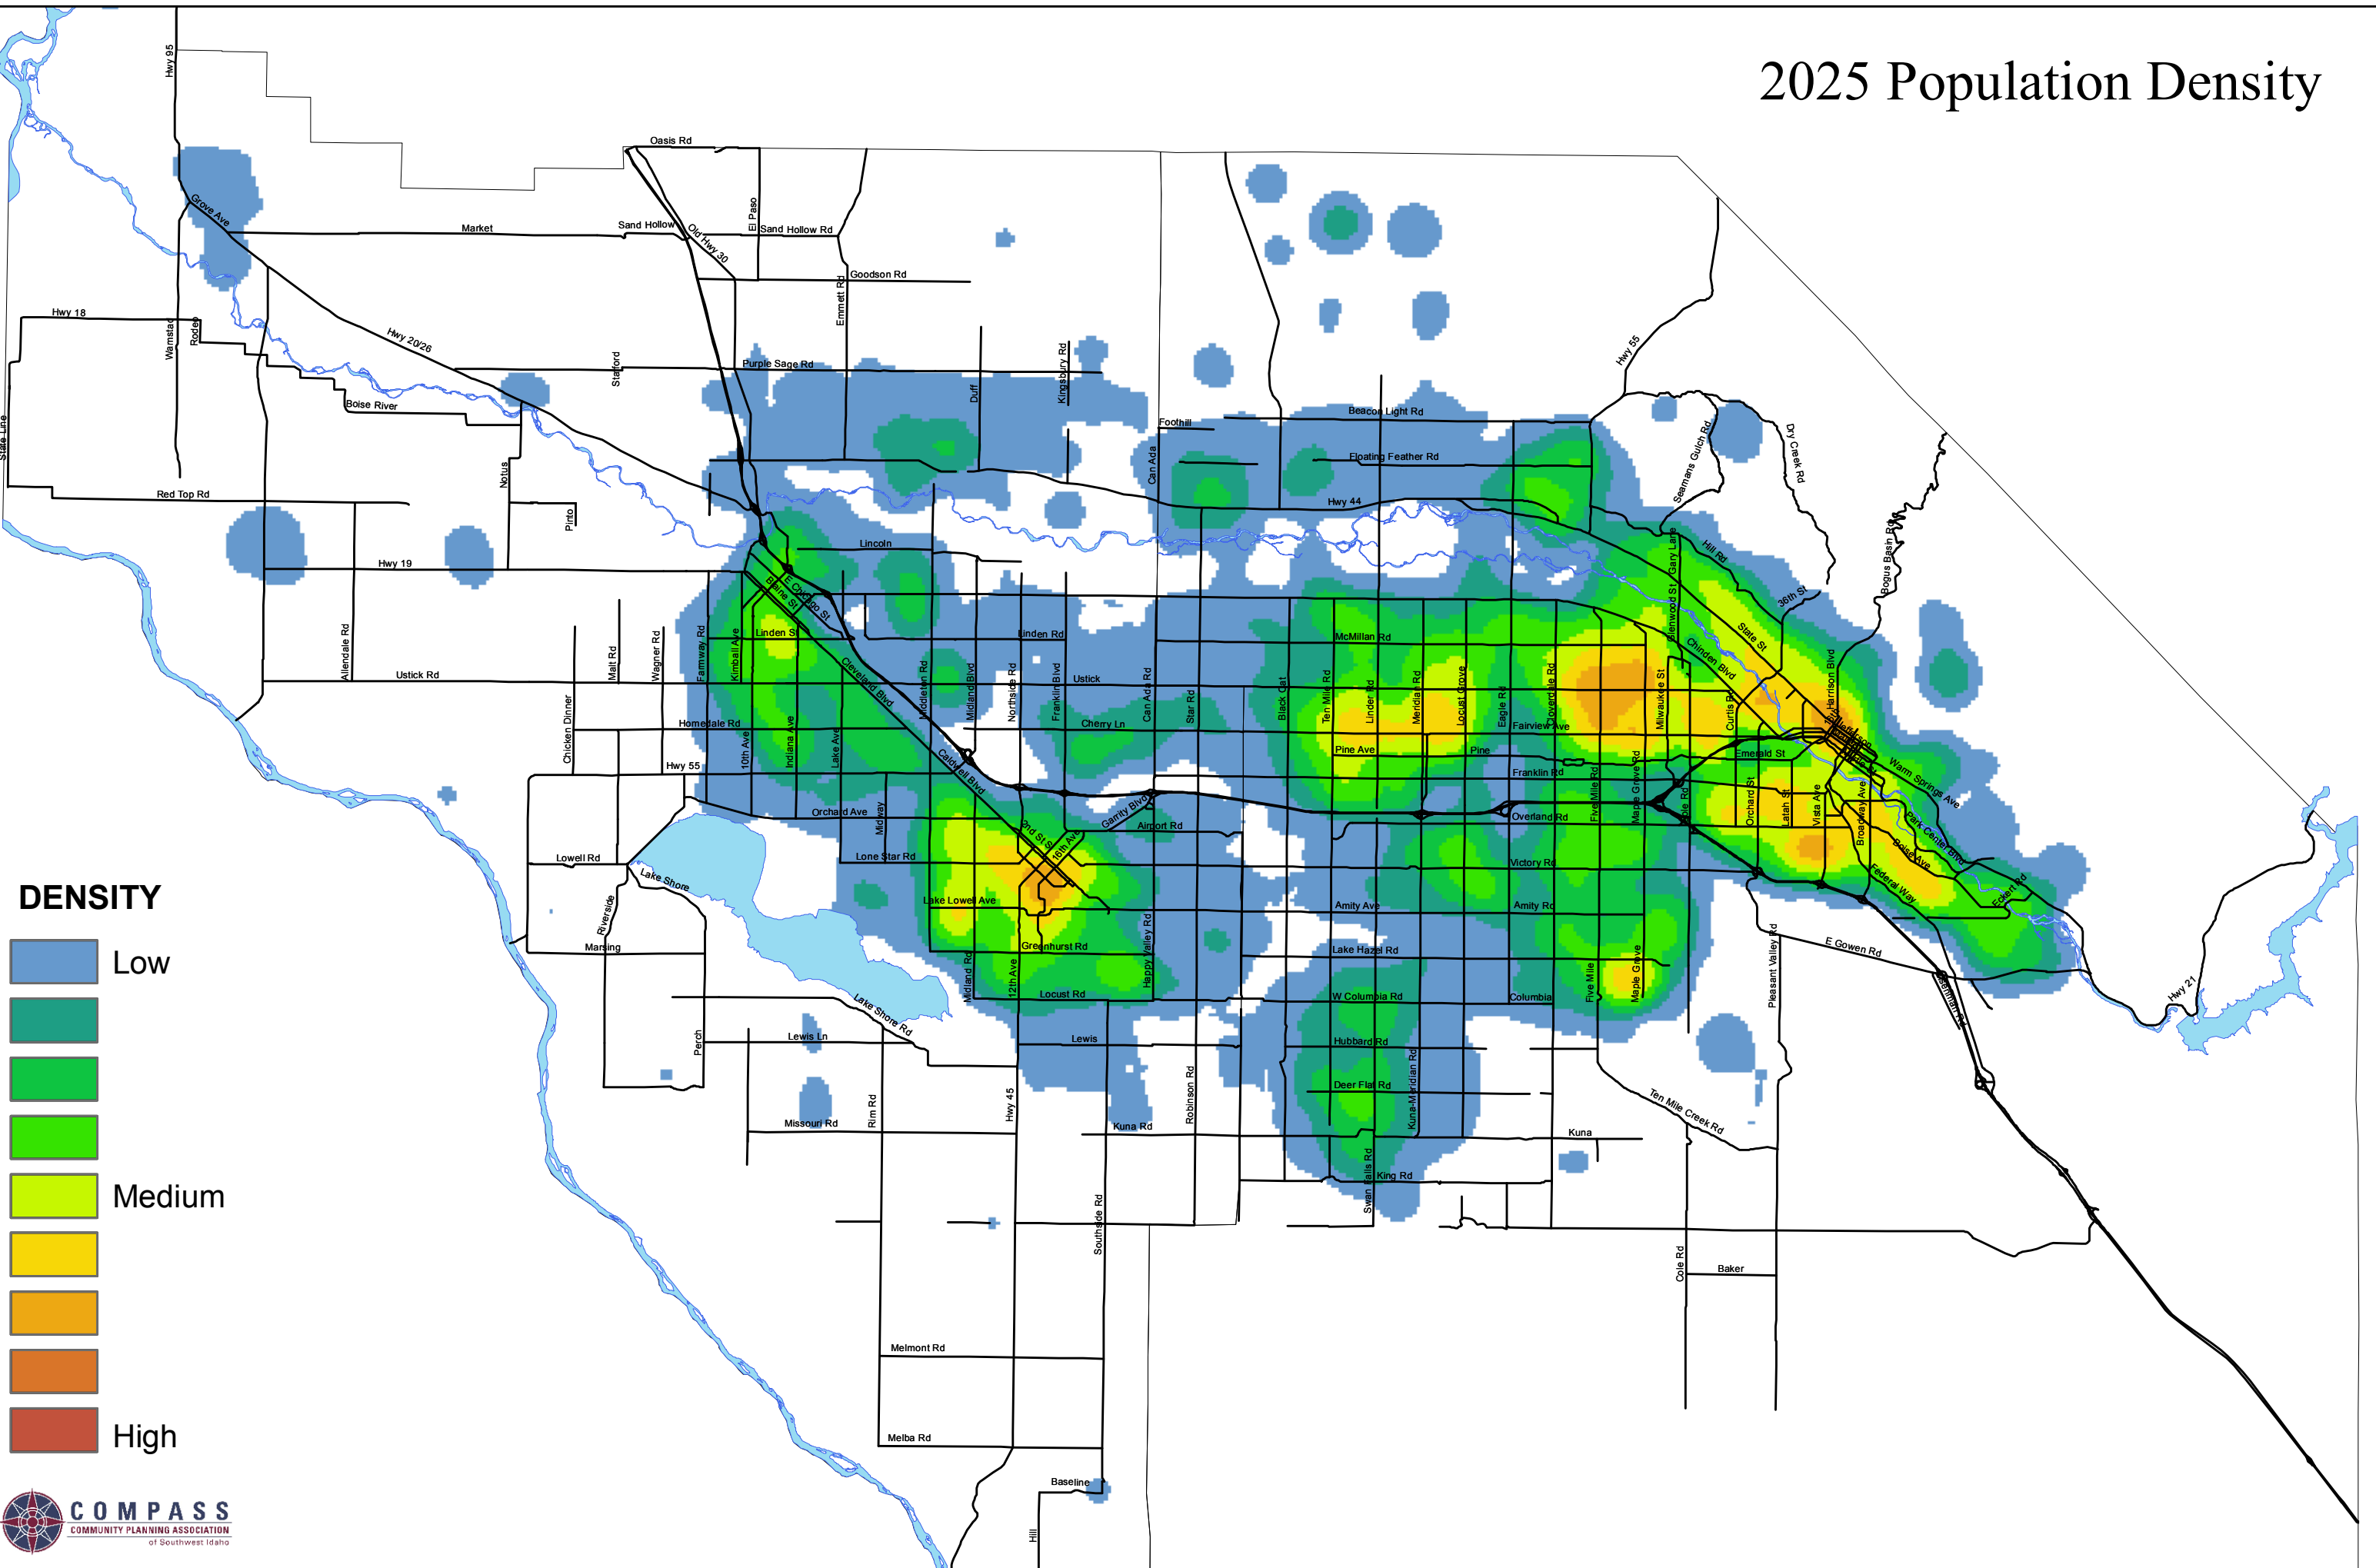 2025 Population Density
Hwy 95
Oasis Rd
El Paso
Grove Ave
Market
Sand Hollow
Old Hwy 30
Sand Hollow Rd
Goodson Rd
Emmett Rd
Hwy 18
Wamstad
Rodeo
Hwy 20/26
Stafford
Purple Sage Rd
Duff
Kingsbury Rd
Hwy 55
Boise River
Foothill
Beacon Light Rd
State Line
Can Ada
Floating Feather Rd
Seamans Gulch Rd
Dry Creek Rd
Notus
Red Top Rd
Pinto
Hwy 44
Bogus Basin Rd
Hwy 19
Lincoln
Hill Rd
Gary Lane
Glenwood St
36th St
E Chicago St
Blaine St
Allendale Rd
Malt Rd
Wagner Rd
Farmway Rd
Kimball Ave
Linden St
Linden Rd
McMillan Rd
State St
Chinden Blvd
Ustick Rd
Cleveland Blvd
Middleton Rd
Midland Blvd
Northside Rd
Franklin Blvd
Ustick
Can Ada Rd
Star Rd
Black Cat
Ten Mile Rd
Linder Rd
Meridian Rd
Locust Grove
Eagle Rd
Cloverdale Rd
Milwaukee St
Curtis Rd
Harrison Blvd
Chicken Dinner
Homedale Rd
10th Ave
Indiana Ave
Lake Ave
Cherry Ln
Fairview Ave
Pine Ave
Pine
Emerald St
Hwy 55
Caldwell Blvd
Franklin Rd
Five Mile Rd
Maple Grove Rd
Cole Rd
Orchard St
Latah St
Vista Ave
Broadway Ave
Warm Springs Ave
Orchard Ave
Midway
Garrity Blvd
Airport Rd
Overland Rd
Park Center Blvd
2nd St S
16th Ave
Lowell Rd
Lone Star Rd
Victory Rd
Boise Ave
Lake Shore
Federal Way
Eckert Rd
DENSITY
Riverside
Lake Lowell Ave
Amity Ave
Amity Rd
Happy Valley Rd
Marsing
Greenhurst Rd
Lake Hazel Rd
Pleasant Valley Rd
E Gowen Rd
Low
Midland Rd
12th Ave
Locust Rd
W Columbia Rd
Columbia
Five Mile
Maple Grove
Eisenman Rd
Hwy 21
Lake Shore Rd
Perch
Lewis Ln
Lewis
Hubbard Rd
Kuna-Meridian Rd
Deer Flat Rd
Rim Rd
Hwy 45
Robinson Rd
Ten Mile Creek Rd
Missouri Rd
Kuna Rd
Kuna
Swan Falls Rd
King Rd
Medium
Southside Rd
Cole Rd
Baker
Melmont Rd
High
Melba Rd
Baseline
Hill
COMPASS
COMMUNITY PLANNING ASSOCIATION
of Southwest Idaho